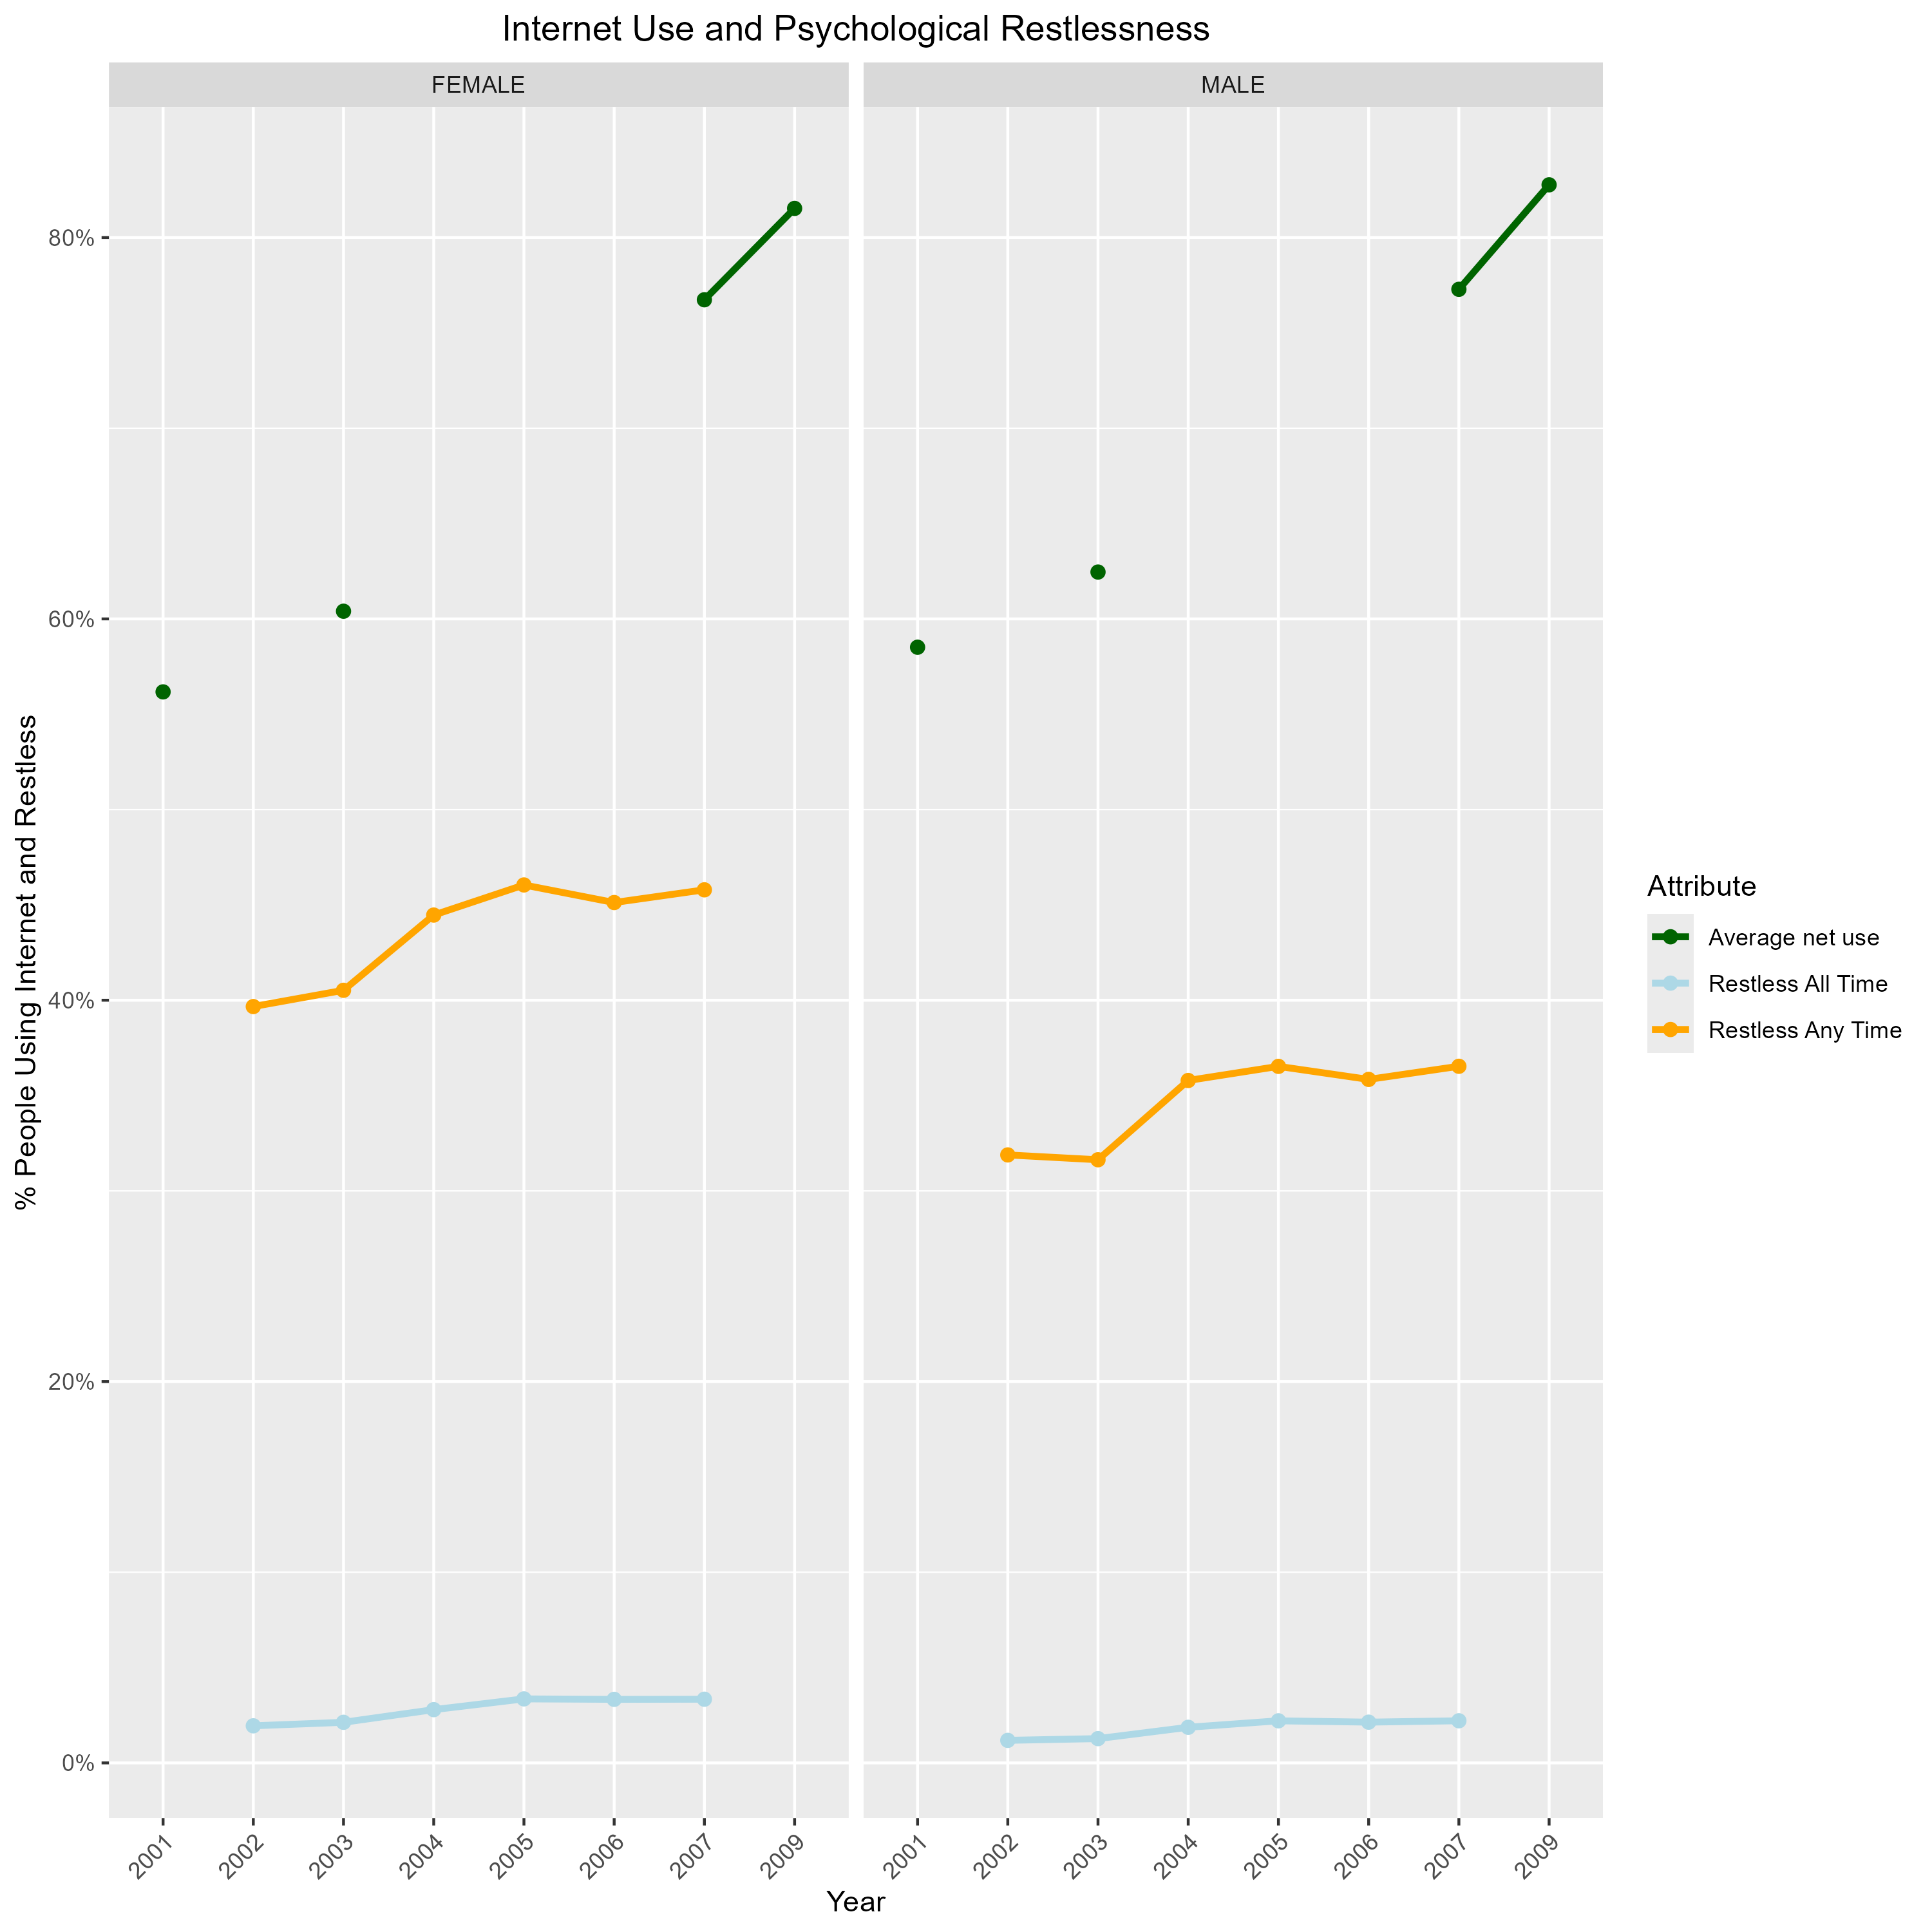 Internet Use and Psychological Restlessness
FEMALE
MALE
% People Using Internet and Restless
80%
60%
40%
20%
0%
2001
2002
2003
2004
2005
2006
2007
2009
2001
2002
2003
2004
2005
2006
2007
2009
Year
Attribute
Average net use
Restless All Time
Restless Any Time